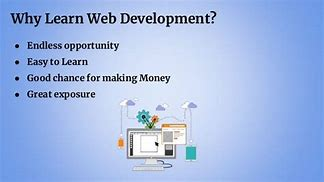 Why Learn Web Development?
● Endless opportunity
● Easy to Learn
● Good chance for making Money
● Great exposure